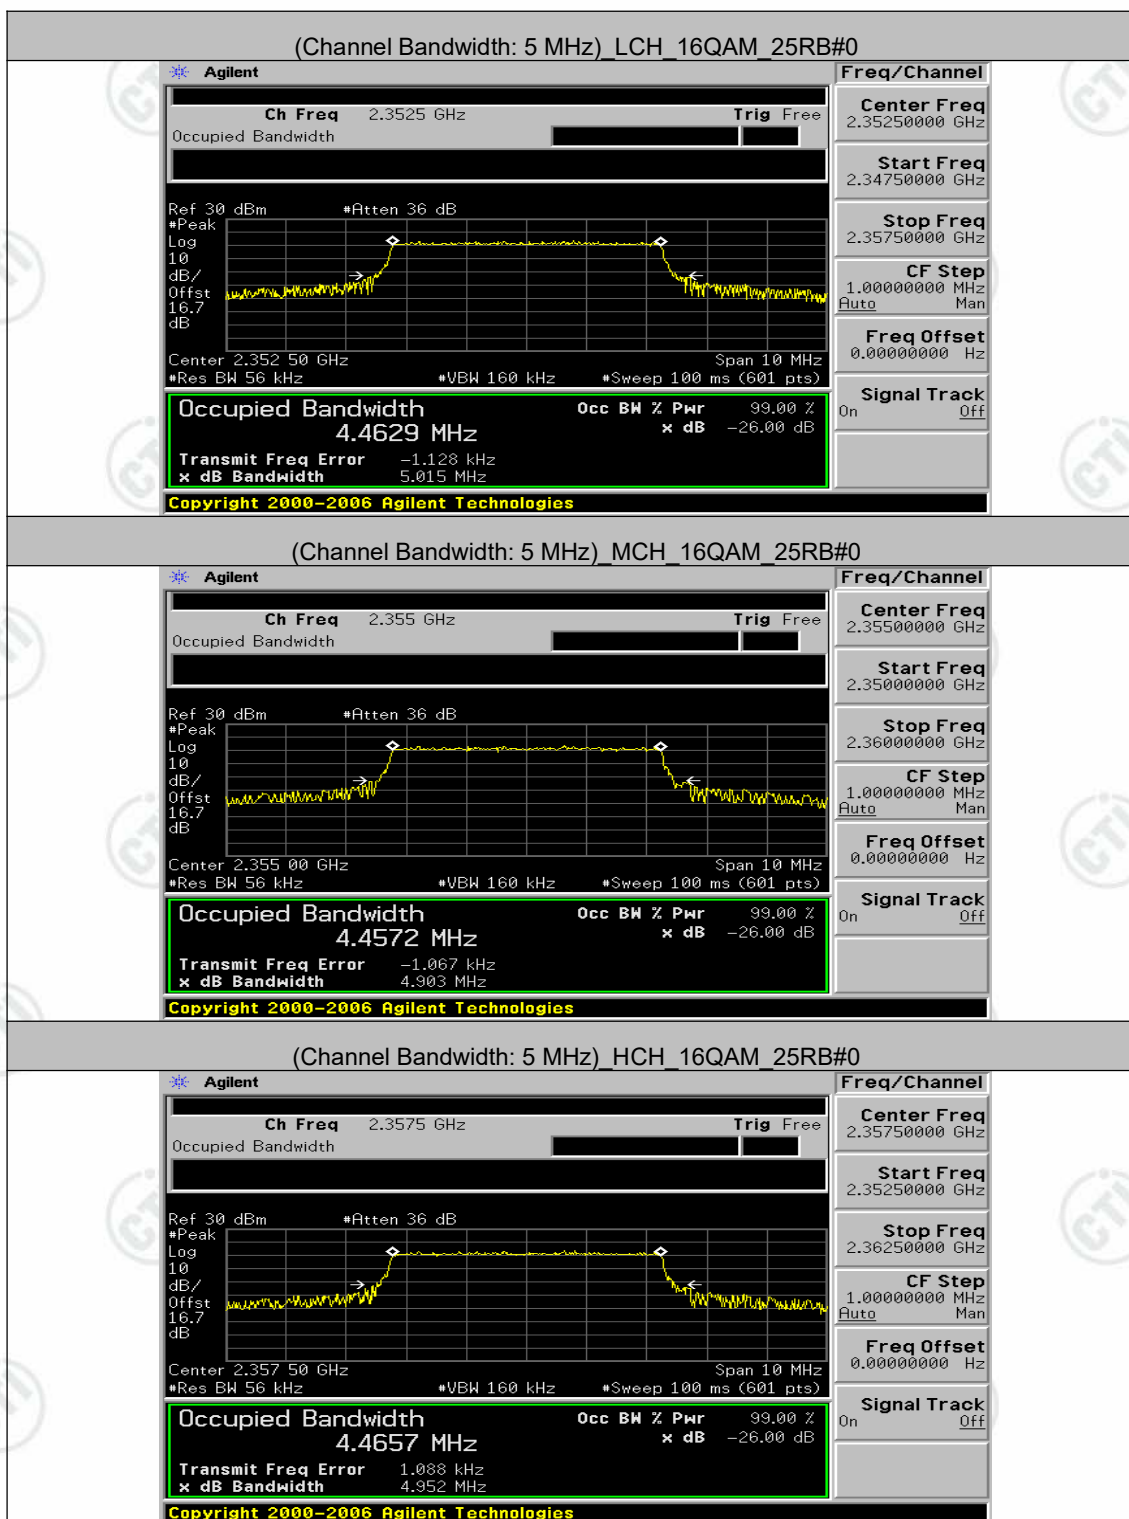 (Channel Bandwidth: 5 MHz)_LCH_16QAM_25RB#0
Agilent
Freq/Channel
Ch Freq 2.3525 GHz Trig Free
Occupied Bandwidth
Center Freq
2.35250000 GHz
Start Freq
2.34750000 GHz
Stop Freq
2.35750000 GHz
CF Step
1.00000000 MHz
Auto Man
Freq Offset
0.00000000 Hz
Signal Track
On Off
Ref 30 dBm #Atten 36 dB
#Peak
Log
10
dB/
Offst
16.7
dB
Center 2.352 50 GHz Span 10 MHz
#Res BW 56 kHz #VBW 160 kHz #Sweep 100 ms (601 pts)
Occupied Bandwidth Occ BW % Pwr 99.00 %
4.4629 MHz x dB -26.00 dB
Transmit Freq Error -1.128 kHz
x dB Bandwidth 5.015 MHz
Copyright 2000-2006 Agilent Technologies
(Channel Bandwidth: 5 MHz)_MCH_16QAM_25RB#0
Agilent
Freq/Channel
Ch Freq 2.355 GHz Trig Free
Occupied Bandwidth
Center Freq
2.35500000 GHz
Start Freq
2.35000000 GHz
Stop Freq
2.36000000 GHz
CF Step
1.00000000 MHz
Auto Man
Freq Offset
0.00000000 Hz
Signal Track
On Off
Ref 30 dBm #Atten 36 dB
#Peak
Log
10
dB/
Offst
16.7
dB
Center 2.355 00 GHz Span 10 MHz
#Res BW 56 kHz #VBW 160 kHz #Sweep 100 ms (601 pts)
Occupied Bandwidth Occ BW % Pwr 99.00 %
4.4572 MHz x dB -26.00 dB
Transmit Freq Error -1.067 kHz
x dB Bandwidth 4.903 MHz
Copyright 2000-2006 Agilent Technologies
(Channel Bandwidth: 5 MHz)_HCH_16QAM_25RB#0
Agilent
Freq/Channel
Ch Freq 2.3575 GHz Trig Free
Occupied Bandwidth
Center Freq
2.35750000 GHz
Start Freq
2.35250000 GHz
Stop Freq
2.36250000 GHz
CF Step
1.00000000 MHz
Auto Man
Freq Offset
0.00000000 Hz
Signal Track
On Off
Ref 30 dBm #Atten 36 dB
#Peak
Log
10
dB/
Offst
16.7
dB
Center 2.357 50 GHz Span 10 MHz
#Res BW 56 kHz #VBW 160 kHz #Sweep 100 ms (601 pts)
Occupied Bandwidth Occ BW % Pwr 99.00 %
4.4657 MHz x dB -26.00 dB
Transmit Freq Error 1.088 kHz
x dB Bandwidth 4.952 MHz
Copyright 2000-2006 Agilent Technologies
CTI